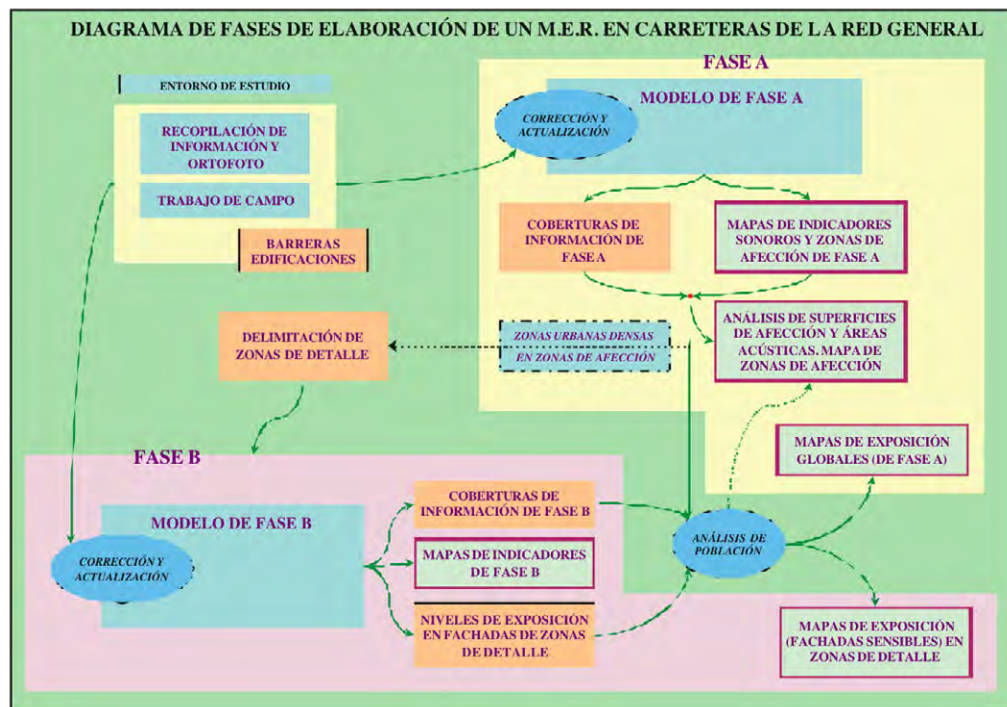 DIAGRAMA DE FASES DE ELABORACIÓN DE UN M.E.R. EN CARRETERAS DE LA RED GENERAL
ENTORNO DE ESTUDIO
RECOPILACIÓN DE
INFORMACIÓN Y
ORTOFOTO
TRABAJO DE CAMPO
BARRERAS
EDIFICACIONES
FASE A
MODELO DE FASE A
CORRECCIÓN Y
ACTUALIZACIÓN
COBERTURAS DE
INFORMACIÓN DE
FASE A
MAPAS DE INDICADORES
SONOROS Y ZONAS DE
AFECCIÓN DE FASE A
ANÁLISIS DE SUPERFICIES
DE AFECCIÓN Y ÁREAS
ACÚSTICAS. MAPA DE
ZONAS DE AFECCIÓN
ZONAS URBANAS DENSAS
EN ZONAS DE AFECCIÓN
DELIMITACIÓN DE
ZONAS DE DETALLE
MAPAS DE EXPOSICIÓN
GLOBALES (DE FASE A)
FASE B
MODELO DE FASE B
CORRECCIÓN Y
ACTUALIZACIÓN
COBERTURAS DE
INFORMACIÓN DE FASE B
MAPAS DE INDICADORES
DE FASE B
NIVELES DE EXPOSICIÓN
EN FACHADAS DE ZONAS
DE DETALLE
ANÁLISIS DE
POBLACIÓN
MAPAS DE EXPOSICIÓN
(FACHADAS SENSIBLES) EN
ZONAS DE DETALLE